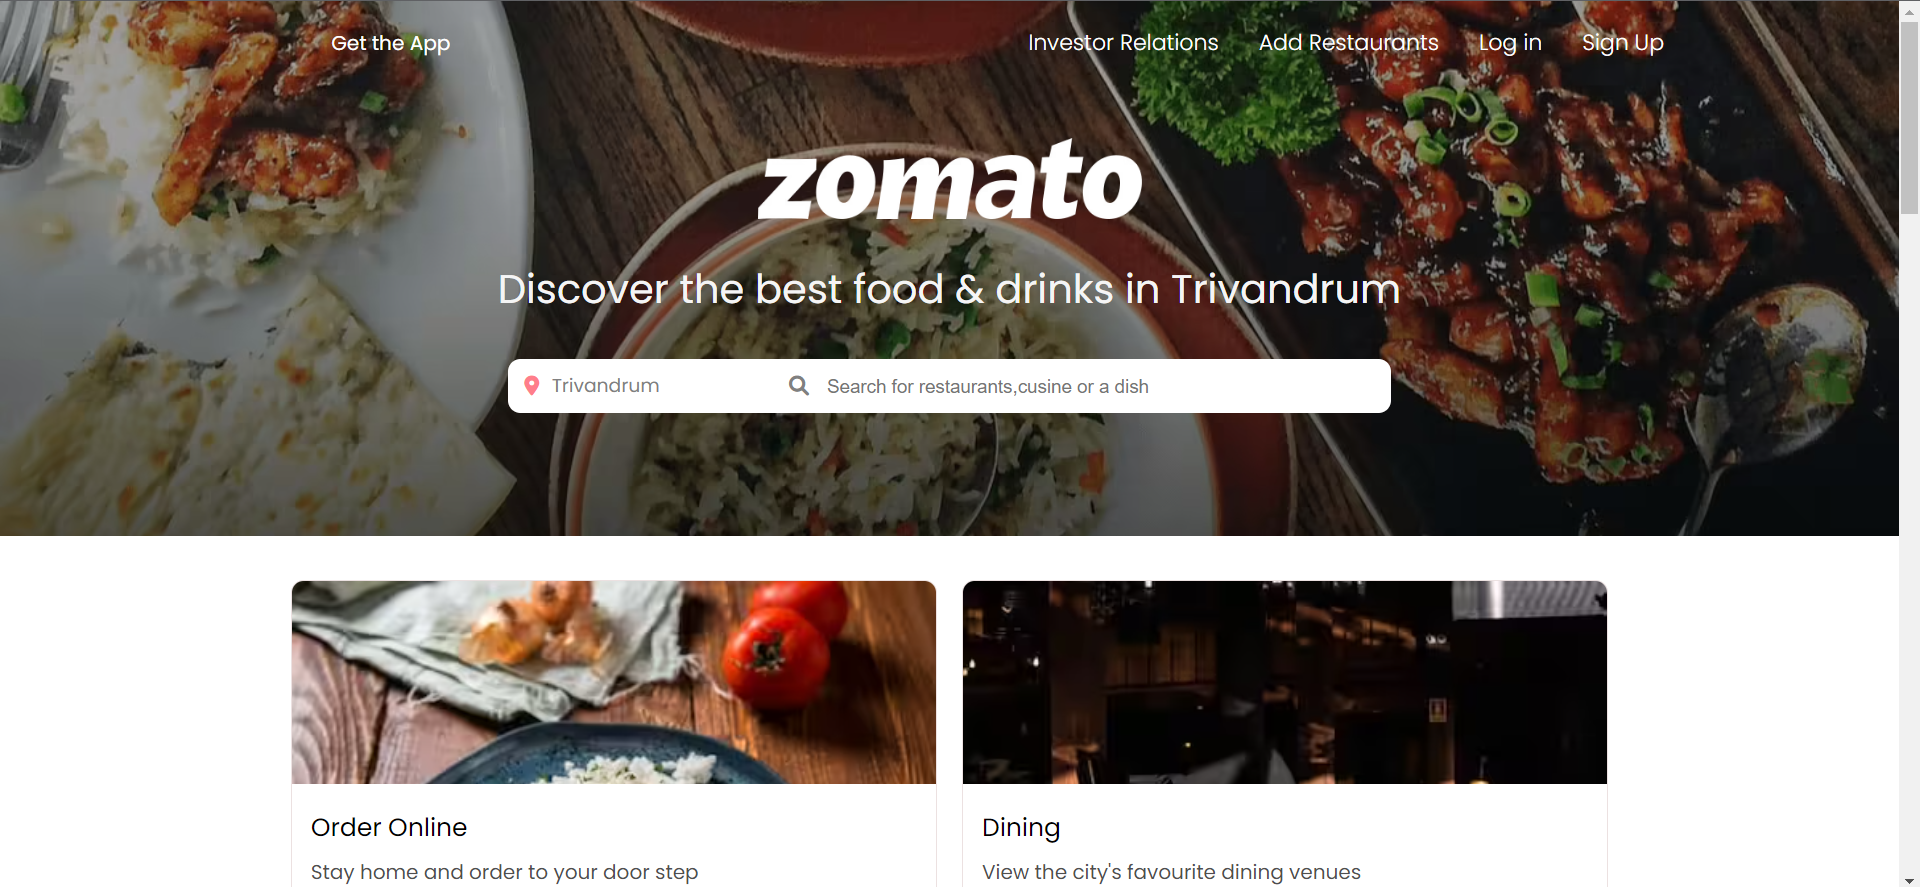 Get the App
Investor Relations
Add Restaurants
Log in
Sign Up
zomato
Discover the best food & drinks in Trivandrum
Trivandrum
Search for restaurants,cusine or a dish
Order Online
Stay home and order to your door step
Dining
View the city's favourite dining venues